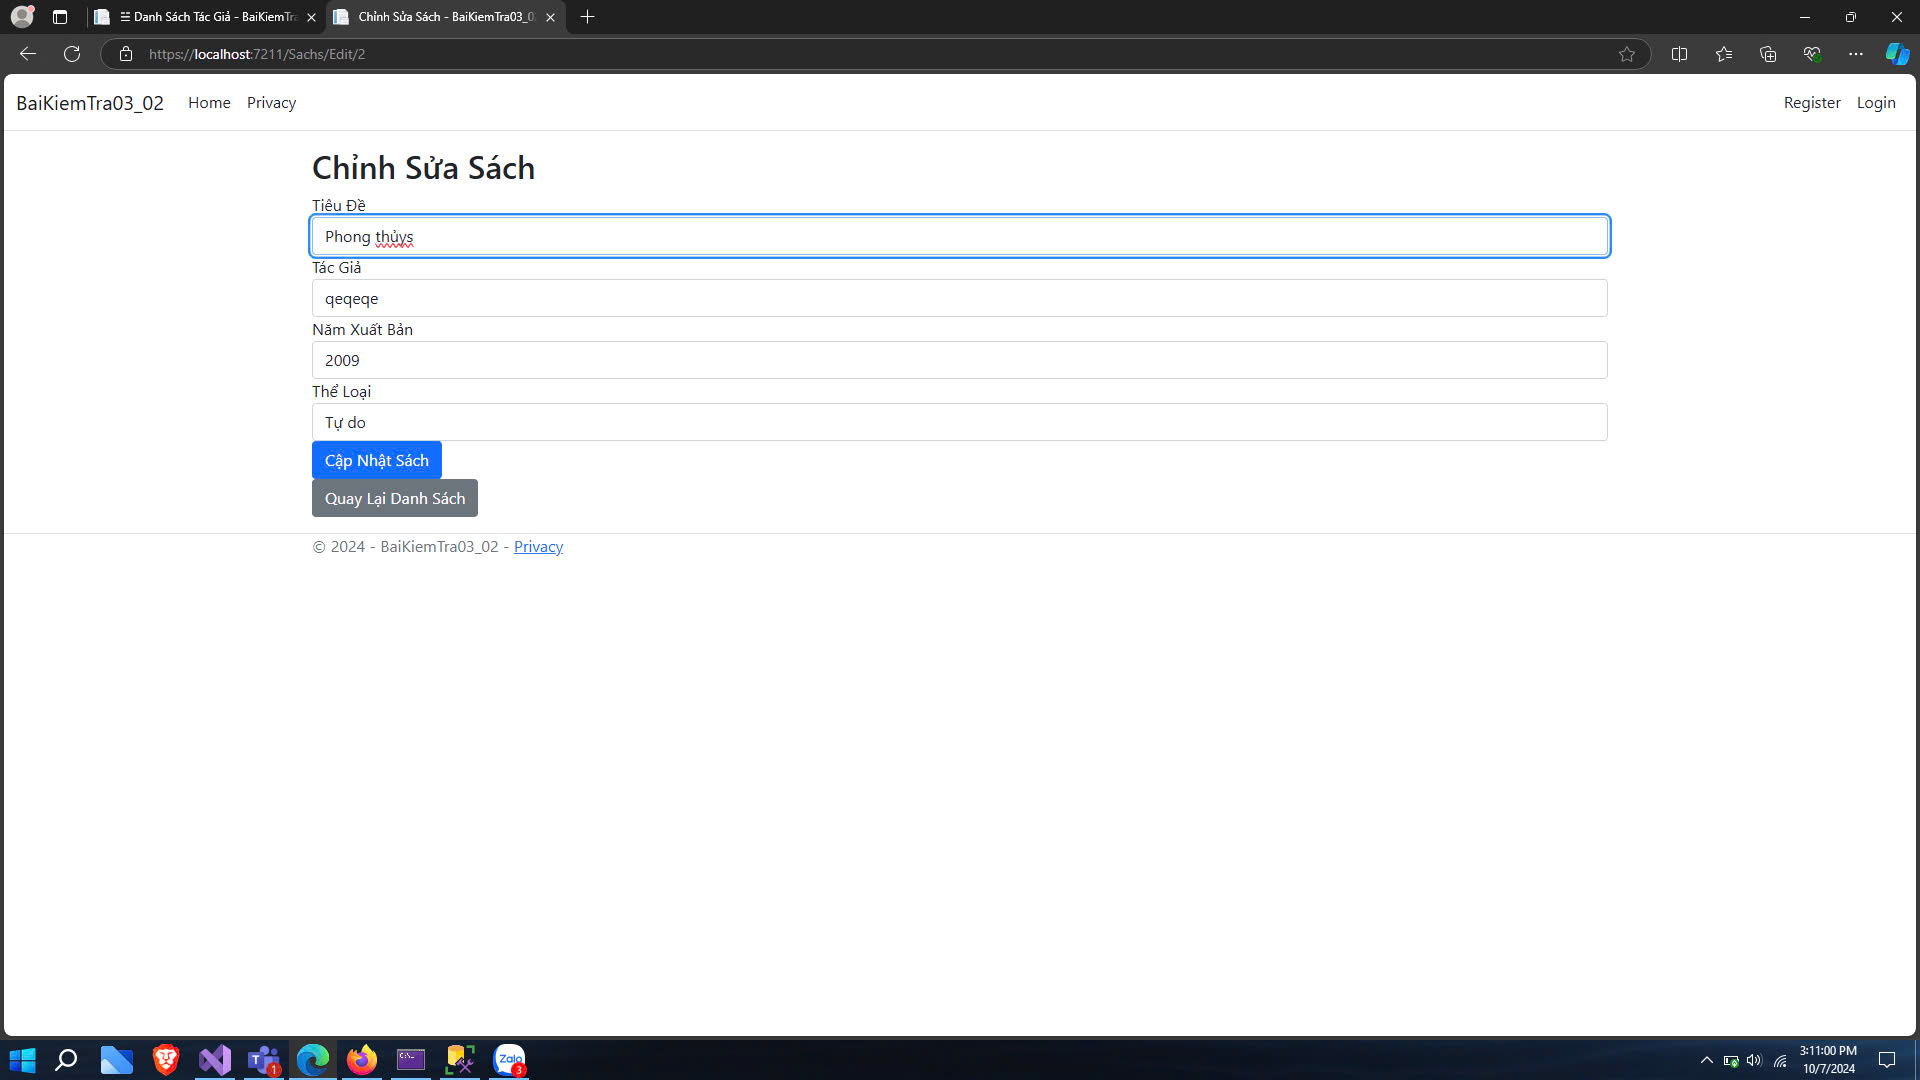 ☱ Danh Sách Tác Giả - BaiKiemTra
Chỉnh Sửa Sách - BaiKiemTra03_0
https://localhost:7211/Sachs/Edit/2
BaiKiemTra03_02 Home Privacy Register Login
Chỉnh Sửa Sách
Tiêu Đề
Phong thủys
Tác Giả
qeqeqe
Năm Xuất Bản
2009
Thể Loại
Tự do
Cập Nhật Sách
Quay Lại Danh Sách
© 2024 - BaiKiemTra03_02 - Privacy
1
Zalo
3
3:11:00 PM
10/7/2024